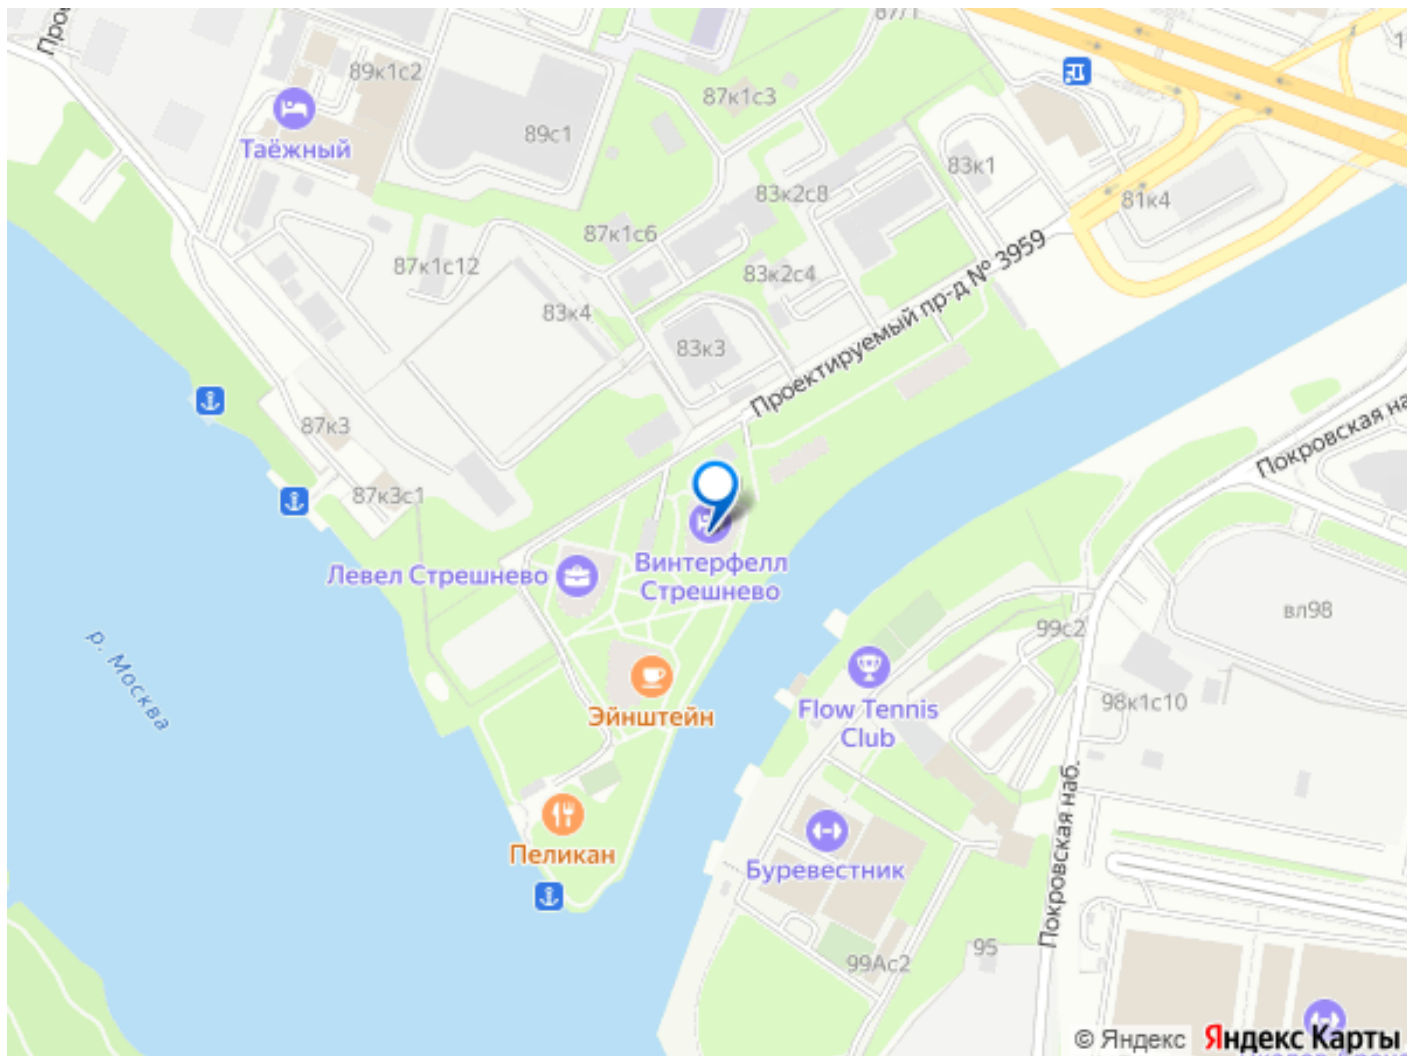 87/1
89к1с2
87к1с3
Таёжный
89с1
83к1
83к2с8
81к4
87к1с6
87к1с12
83к2с4
Проектируемый пр-д № 3959
83к4
83к3
87к3
Покровская на
87к3с1
Винтерфелл
Стрешнево
Левел Стрешнево
вл98
99с2
р. Москва
98к1с10
Эйнштейн
Flow Tennis
Club
Покровская наб.
Пеликан
Буревестник
95
99Ас2
© Яндекс
Яндекс Карты